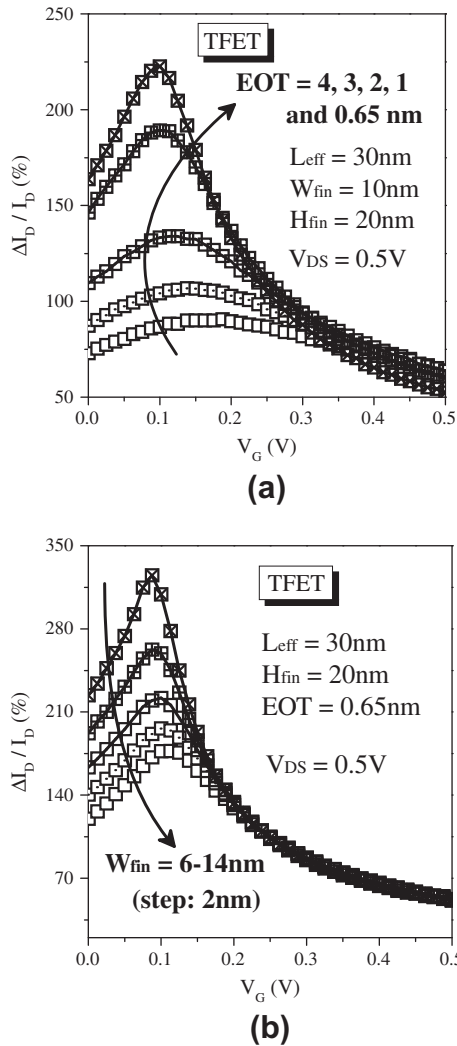 250
TFET
EOT = 4, 3, 2, 1
and 0.65 nm
200
Leff = 30nm
Wfin = 10nm
Hfin = 20nm
VDS = 0.5V
150
100
50
ΔID / ID (%)
0.0 0.1 0.2 0.3 0.4 0.5
VG (V)
(a)
350
TFET
280
Leff = 30nm
Hfin = 20nm
EOT = 0.65nm
210
VDS = 0.5V
140
Wfin = 6-14nm
(step: 2nm)
70
ΔID / ID (%)
0.0 0.1 0.2 0.3 0.4 0.5
VG (V)
(b)